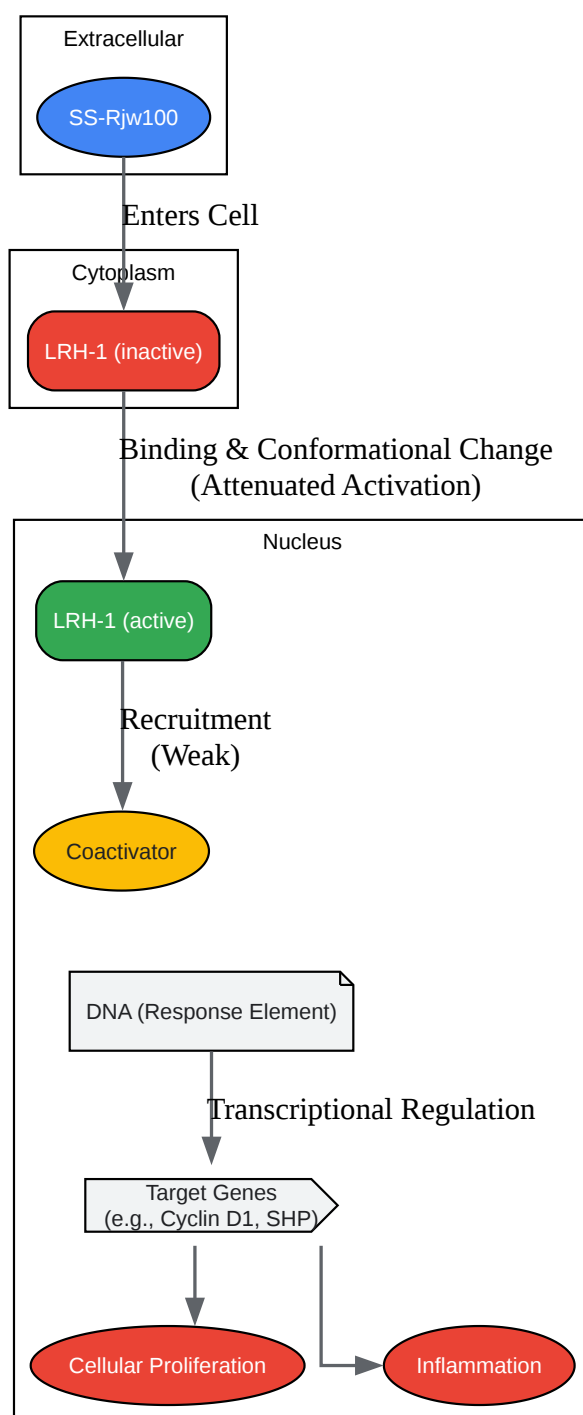 Extracellular
SS-Rjw100
Enters Cell
Cytoplasm
LRH-1 (inactive)
Binding & Conformational Change
(Attenuated Activation)
Nucleus
LRH-1 (active)
Recruitment
(Weak)
Coactivator
DNA (Response Element)
Transcriptional Regulation
Target Genes
(e.g., Cyclin D1, SHP)
Cellular Proliferation
Inflammation